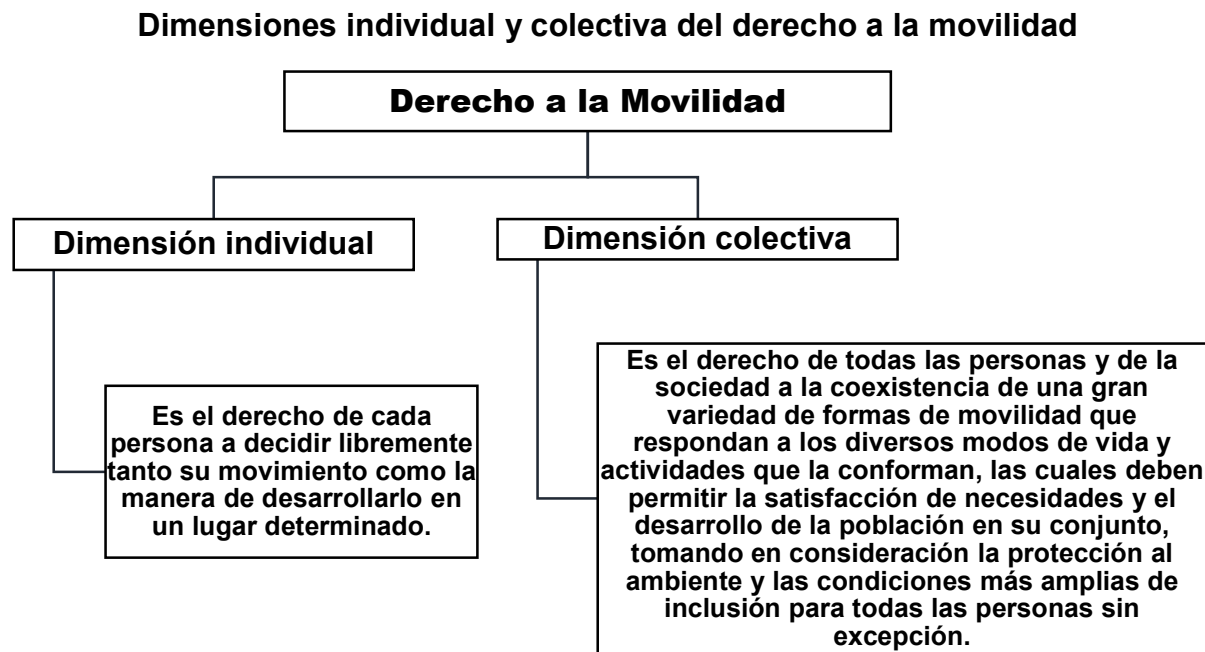 Dimensiones individual y colectiva del derecho a la movilidad
Derecho a la Movilidad
Dimensión individual
Es el derecho de cada
persona a decidir libremente
tanto su movimiento como la
manera de desarrollarlo en
un lugar determinado.
Dimensión colectiva
Es el derecho de todas las personas y de la
sociedad a la coexistencia de una gran
variedad de formas de movilidad que
respondan a los diversos modos de vida y
actividades que la conforman, las cuales deben
permitir la satisfacción de necesidades y el
desarrollo de la población en su conjunto,
tomando en consideración la protección al
ambiente y las condiciones más amplias de
inclusión para todas las personas sin
excepción.